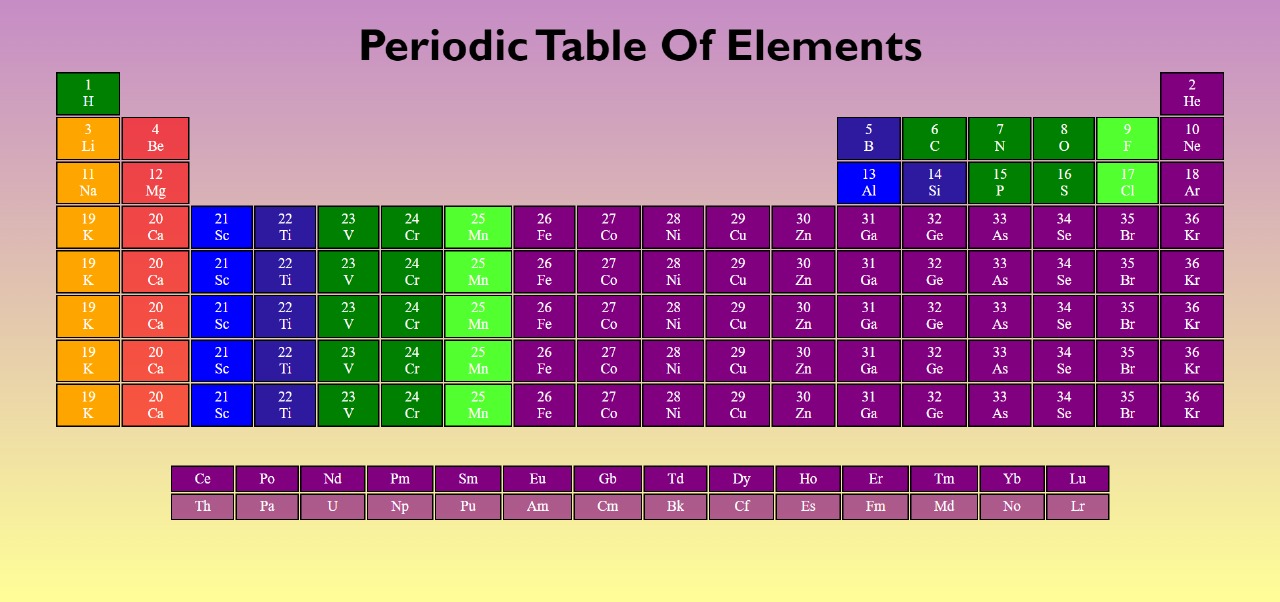 Periodic Table Of Elements
1 2
H He
3 4 5 6 7 8 9 10
Li Be B C N O F Ne
11 12 13 14 15 16 17 18
Na Mg Al Si P S Cl Ar
19 20 21 22 23 24 25 26 27 28 29 30 31 32 33 34 35 36
K Ca Sc Ti V Cr Mn Fe Co Ni Cu Zn Ga Ge As Se Br Kr
19 20 21 22 23 24 25 26 27 28 29 30 31 32 33 34 35 36
K Ca Sc Ti V Cr Mn Fe Co Ni Cu Zn Ga Ge As Se Br Kr
19 20 21 22 23 24 25 26 27 28 29 30 31 32 33 34 35 36
K Ca Sc Ti V Cr Mn Fe Co Ni Cu Zn Ga Ge As Se Br Kr
19 20 21 22 23 24 25 26 27 28 29 30 31 32 33 34 35 36
K Ca Sc Ti V Cr Mn Fe Co Ni Cu Zn Ga Ge As Se Br Kr
19 20 21 22 23 24 25 26 27 28 29 30 31 32 33 34 35 36
K Ca Sc Ti V Cr Mn Fe Co Ni Cu Zn Ga Ge As Se Br Kr
Ce Po Nd Pm Sm Eu Gb Td Dy Ho Er Tm Yb Lu
Th Pa U Np Pu Am Cm Bk Cf Es Fm Md No Lr